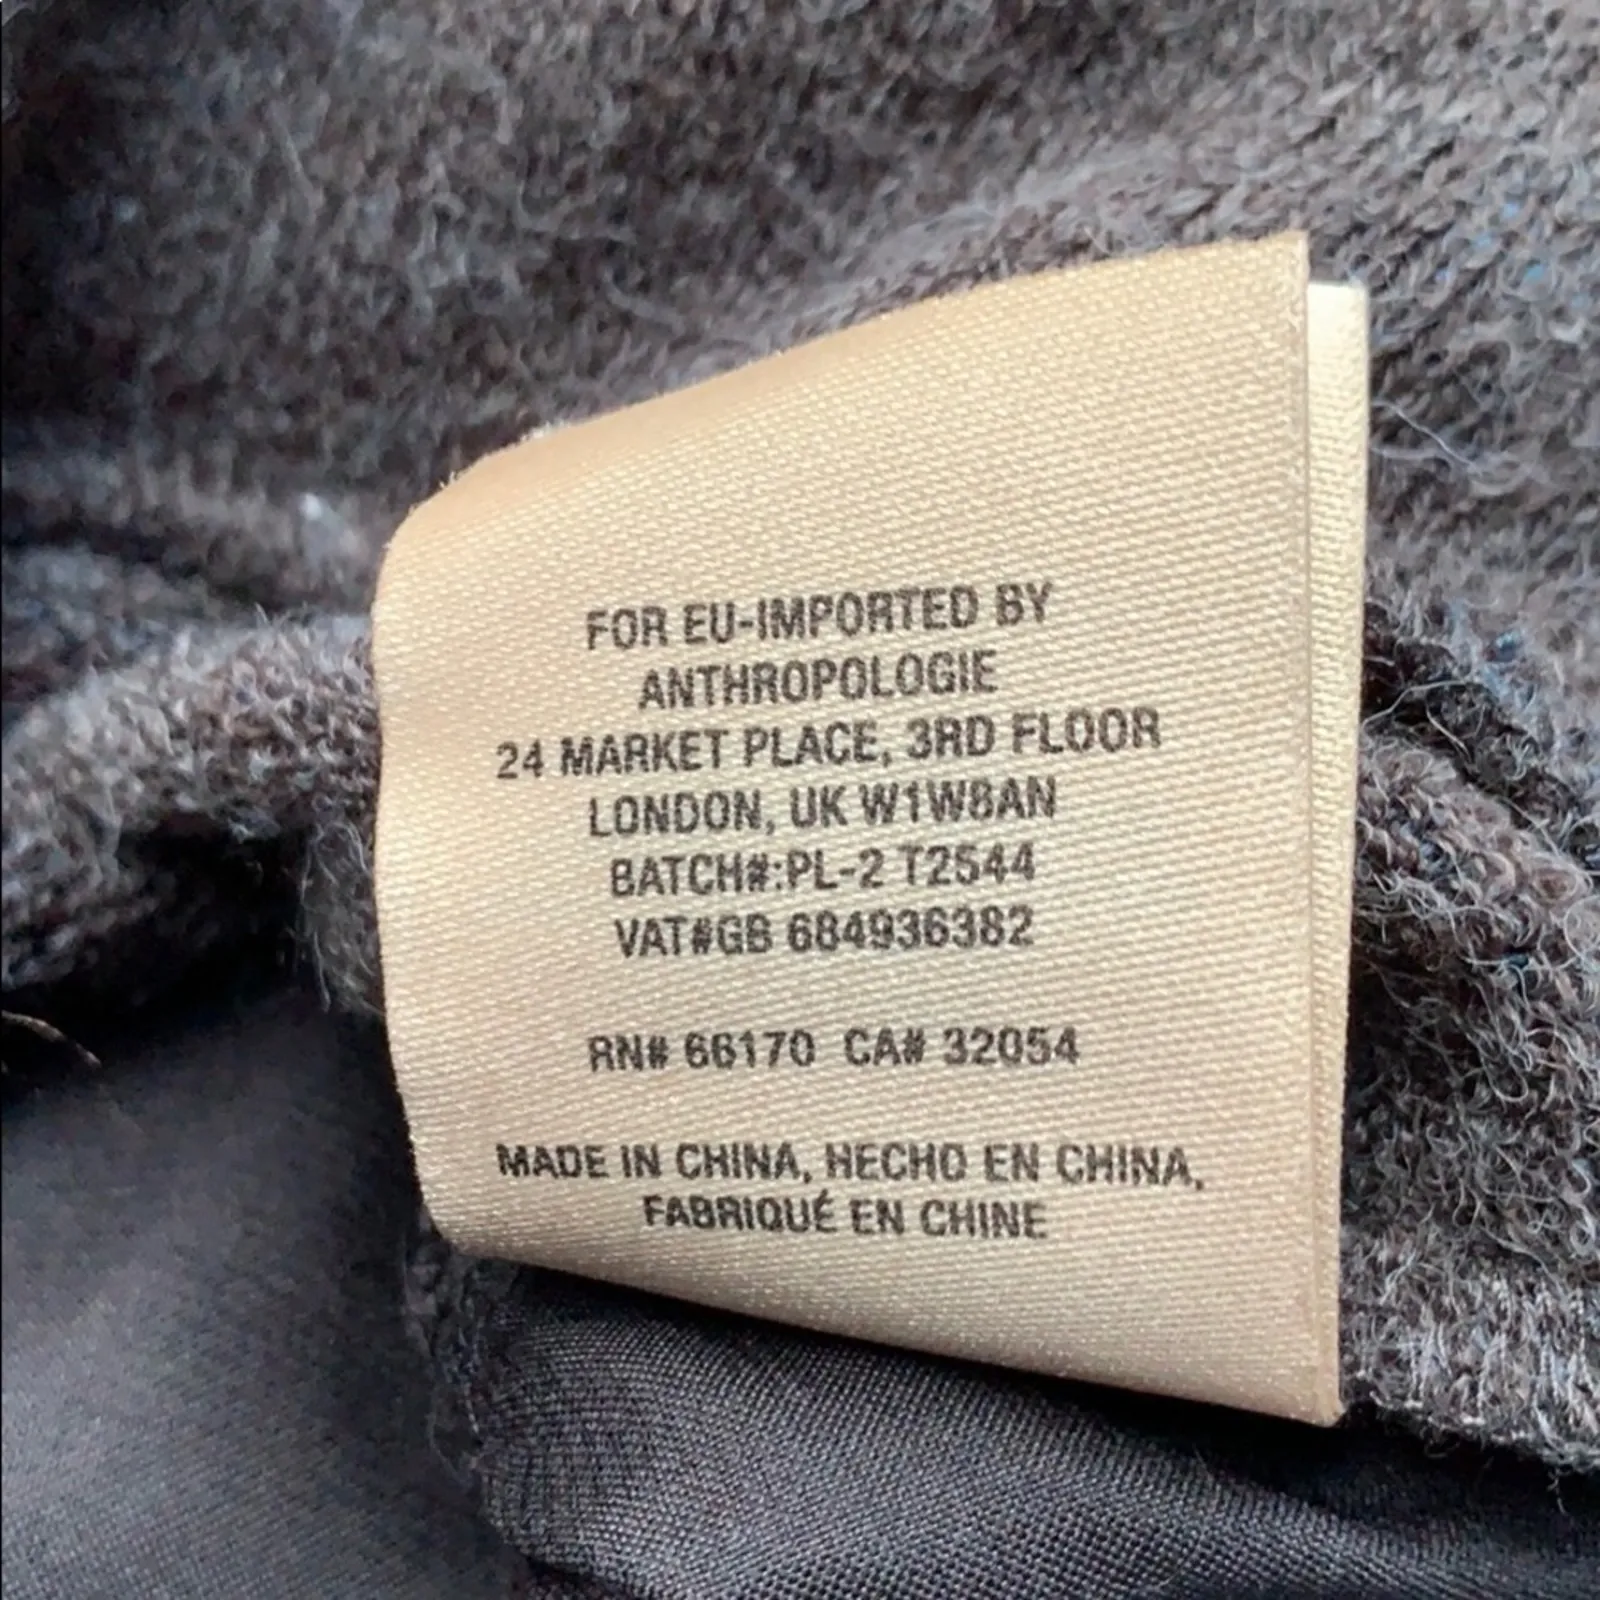 FOR EU-IMPORTED BY
ANTHROPOLOGIE
24 MARKET PLACE, 3RD FLOOR
LONDON, UK W1W8AN
BATCH#:PL-2 T2544
VAT#GB 684936382
RN# 66170 CA# 32054
MADE IN CHINA, HECHO EN CHINA,
FABRIQUÉ EN CHINE